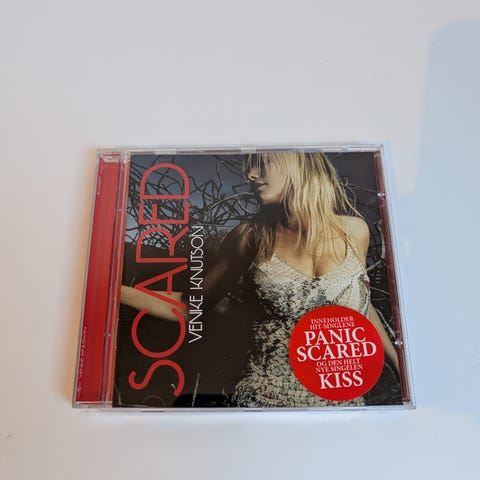 SCARED
VENKE KNUTSON
INNEHOLDER
HIT-SINGLENE
PANIC
SCARED
OG DEN HELT
NYE SINGELEN
KISS